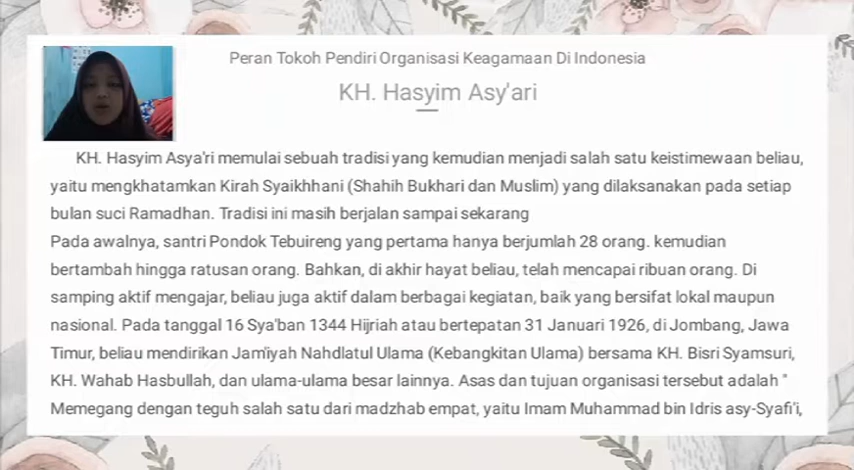 Peran Tokoh Pendiri Organisasi Keagamaan Di Indonesia
KH. Hasyim Asy'ari
KH. Hasyim Asya'ri memulai sebuah tradisi yang kemudian menjadi salah satu keistimewaan beliau,
yaitu mengkhatamkan Kirah Syaikhhani (Shahih Bukhari dan Muslim) yang dilaksanakan pada setiap
bulan suci Ramadhan. Tradisi ini masih berjalan sampai sekarang
Pada awalnya, santri Pondok Tebuireng yang pertama hanya berjumlah 28 orang. kemudian
bertambah hingga ratusan orang. Bahkan, di akhir hayat beliau, telah mencapai ribuan orang. Di
samping aktif mengajar, beliau juga aktif dalam berbagai kegiatan, baik yang bersifat lokal maupun
nasional. Pada tanggal 16 Sya'ban 1344 Hijriah atau bertepatan 31 Januari 1926, di Jombang, Jawa
Timur, beliau mendirikan Jam'iyah Nahdlatul Ulama (Kebangkitan Ulama) bersama KH. Bisri Syamsuri,
KH. Wahab Hasbullah, dan ulama-ulama besar lainnya. Asas dan tujuan organisasi tersebut adalah "
Memegang dengan teguh salah satu dari madzhab empat, yaitu Imam Muhammad bin Idris asy-Syafi'i,